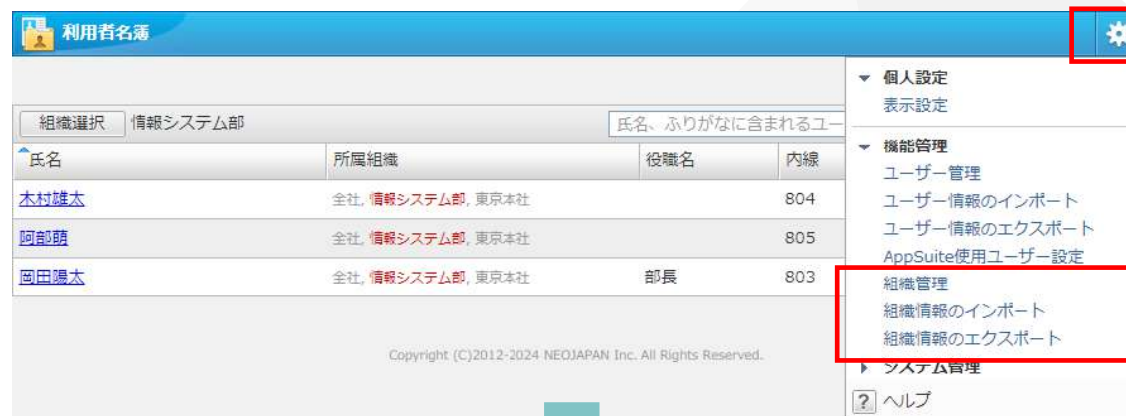 利用者名簿
個人設定
表示設定
組織選択 情報システム部 氏名、ふりがなに含まれるユー
機能管理
氏名 所属組織 役職名 内線
ユーザー管理
木村雄太 全社, 情報システム部, 東京本社 804
ユーザー情報のインポート
阿部萌 全社, 情報システム部, 東京本社 805
ユーザー情報のエクスポート
AppSuite使用ユーザー設定
岡田陽太 全社, 情報システム部, 東京本社 部長 803
組織管理
組織情報のインポート
組織情報のエクスポート
Copyright (C)2012-2024 NEOJAPAN Inc. All Rights Reserved.
システム管理
? ヘルプ